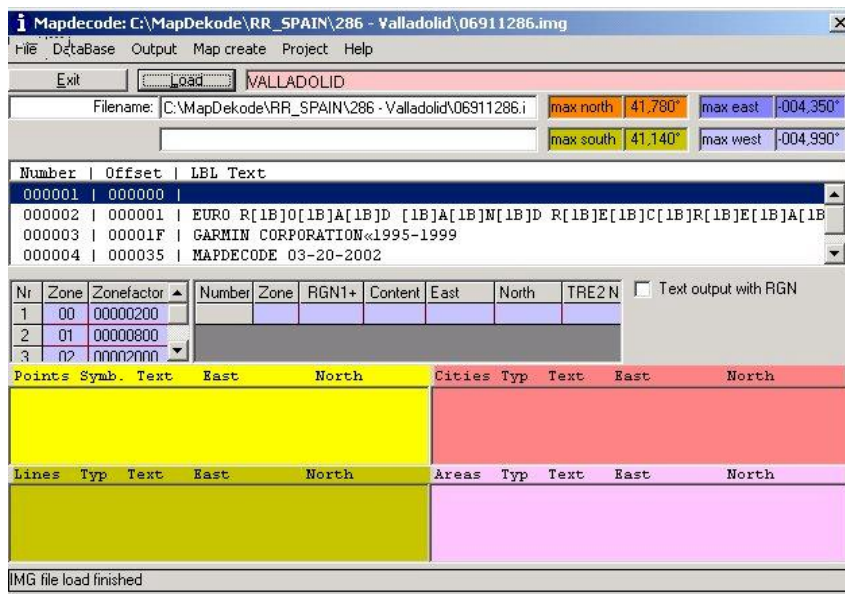 Mapdecode: C:\MapDekode\RR_SPAIN\286 - Valladolid\06911286.img
File DataBase Output Map create Project Help
Exit Load VALLADOLID
Filename: C:\MapDekode\RR_SPAIN\286 - Valladolid\06911286.i max north 41,780° max east -004,350°
max south 41,140° max west -004,990°
Number | Offset | LBL Text
000001 | 000000 |
000002 | 000001 | EURO R[1B]O[1B]A[1B]D [1B]A[1B]N[1B]D R[1B]E[1B]C[1B]R[1B]E[1B]A[1B
000003 | 00001F | GARMIN CORPORATION«1995-1999
000004 | 000035 | MAPDECODE 03-20-2002
Nr Zone Zonefactor Number Zone RGN1+ Content East North TRE2 N Text output with RGN
1 00 00000200
2 01 00000800
3 02 00002000
Points Symb. Text East North Cities Typ Text East North
Lines Typ Text East North Areas Typ Text East North
IMG file load finished